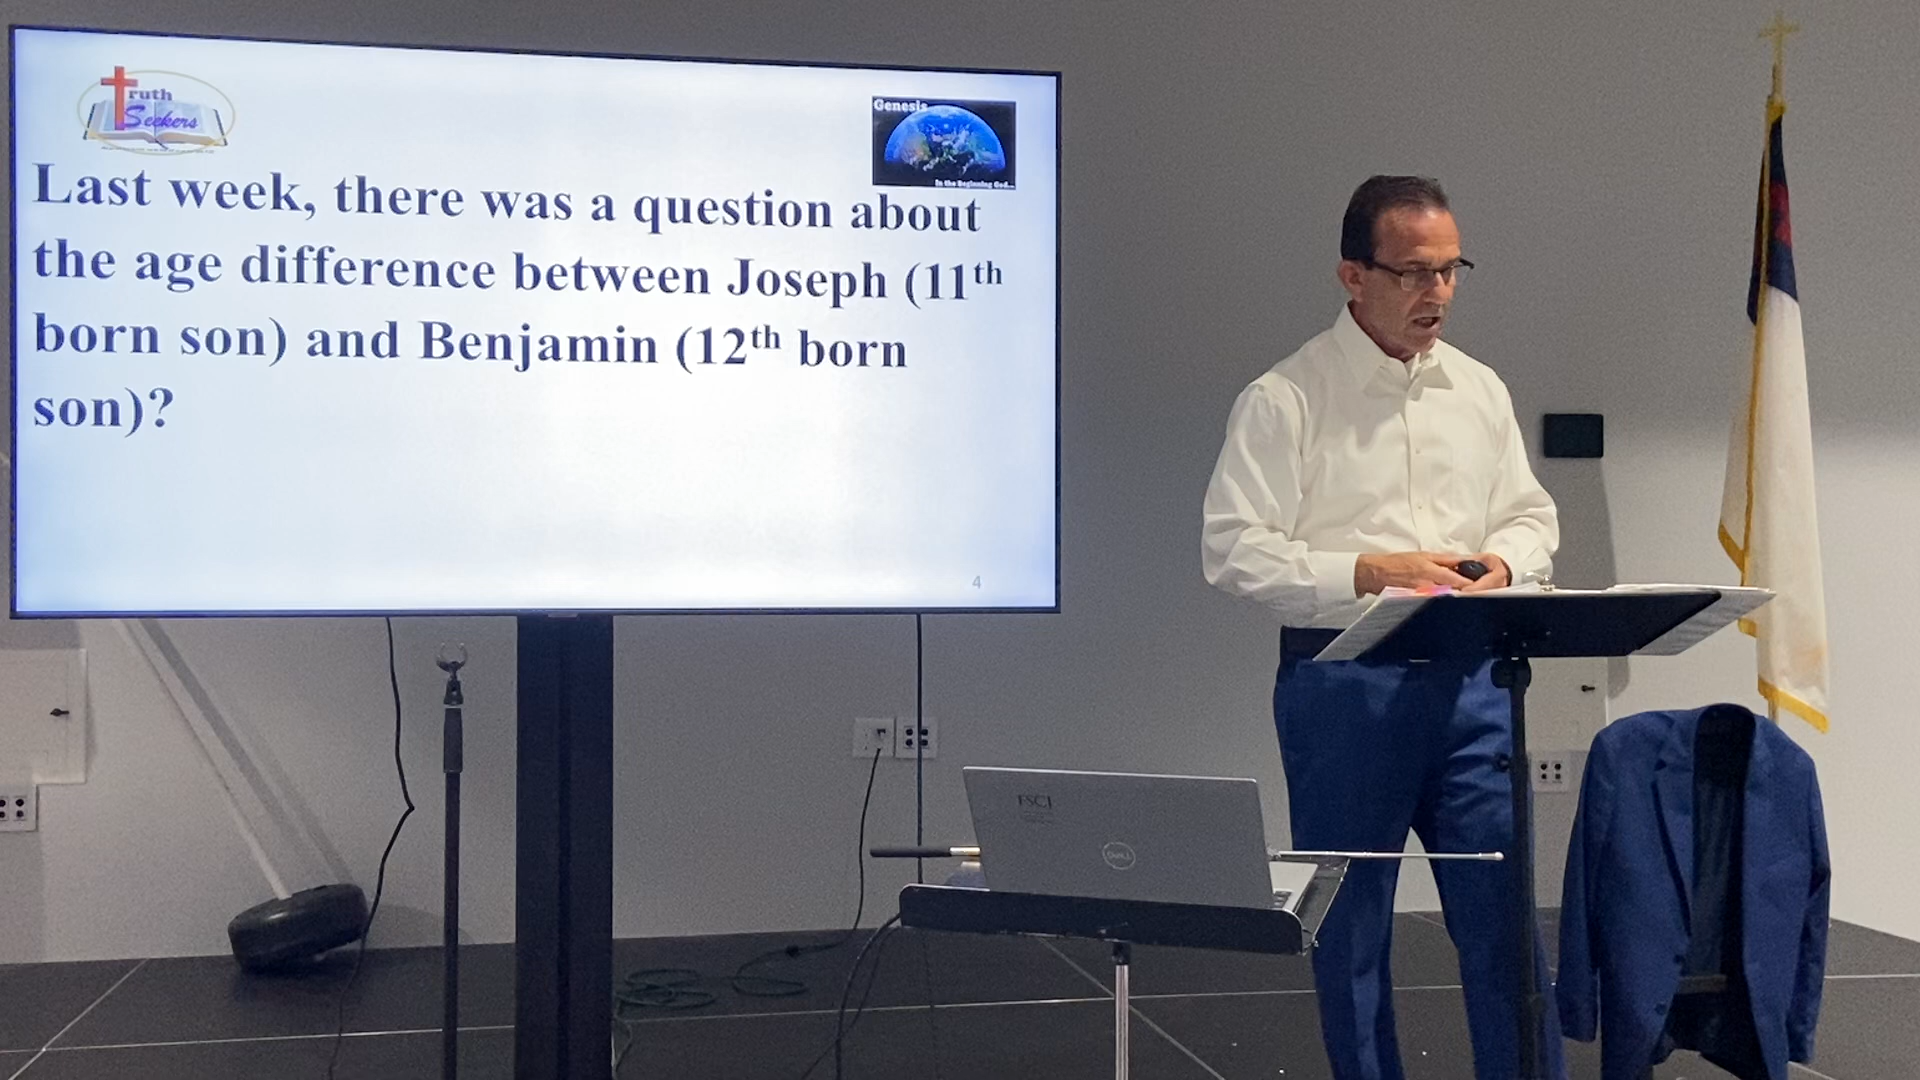 Truth
Seekers
Genesis
In the Beginning God...
Last week, there was a question about
the age difference between Joseph (11th
born son) and Benjamin (12th born
son)?
4
FSCJ
DELL